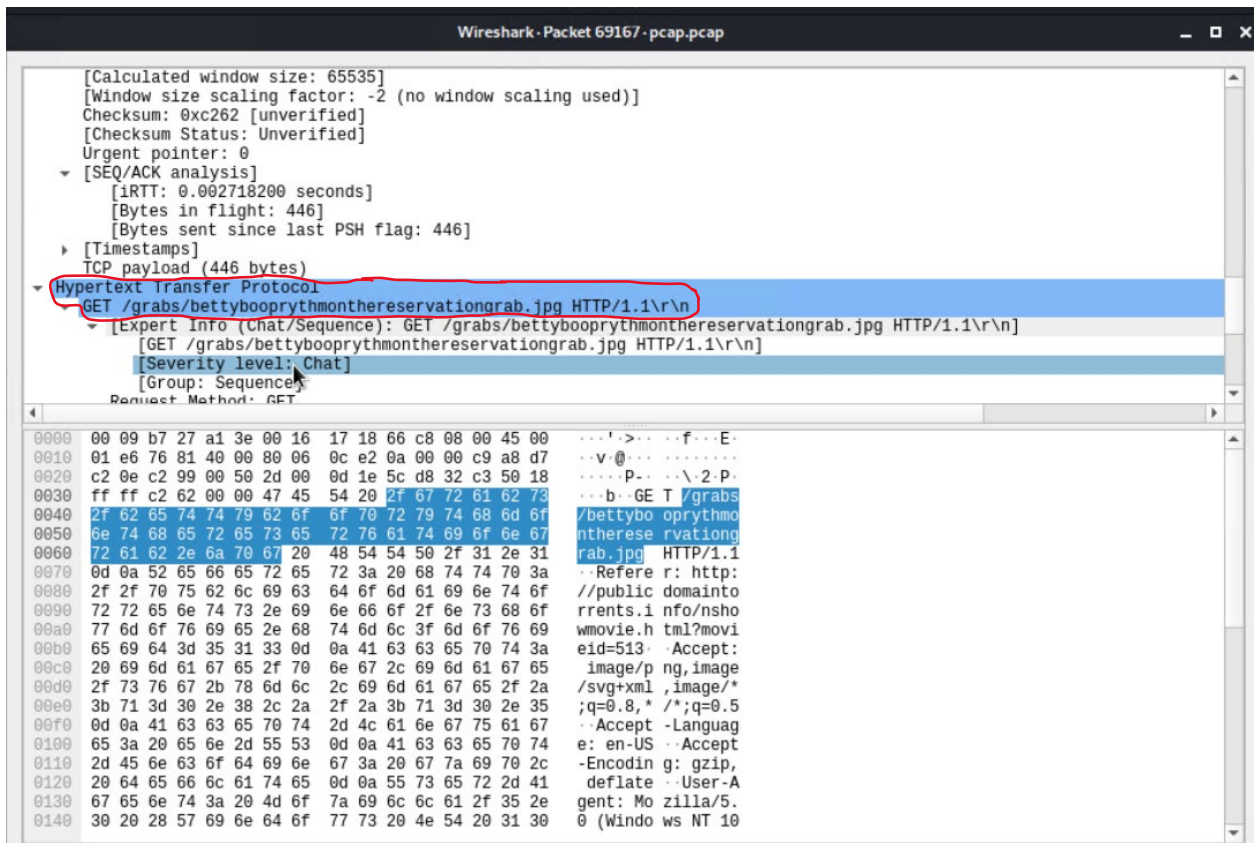 Wireshark · Packet 69167 · pcap.pcap
[Calculated window size: 65535]
[Window size scaling factor: -2 (no window scaling used)]
Checksum: 0xc262 [unverified]
[Checksum Status: Unverified]
Urgent pointer: 0
[SEQ/ACK analysis]
[iRTT: 0.002718200 seconds]
[Bytes in flight: 446]
[Bytes sent since last PSH flag: 446]
[Timestamps]
TCP payload (446 bytes)
Hypertext Transfer Protocol
GET /grabs/bettybooprythmonthereservationgrab.jpg HTTP/1.1\r\n
[Expert Info (Chat/Sequence): GET /grabs/bettybooprythmonthereservationgrab.jpg HTTP/1.1\r\n]
[GET /grabs/bettybooprythmonthereservationgrab.jpg HTTP/1.1\r\n]
[Severity level: Chat]
[Group: Sequence]
Request Method: GET
0000 00 09 b7 27 a1 3e 00 16 17 18 66 c8 08 00 45 00 ···'·>·· ··f···E·
0010 01 e6 76 81 40 00 80 06 0c e2 0a 00 00 c9 a8 d7 ··v·@··· ········
0020 c2 0e c2 99 00 50 2d 00 0d 1e 5c d8 32 c3 50 18 ·····P-· ··\·2·P·
0030 ff ff c2 62 00 00 47 45 54 20 2f 67 72 61 62 73 ···b··GE T /grabs
0040 2f 62 65 74 74 79 62 6f 6f 70 72 79 74 68 6d 6f /bettybo oprythmo
0050 6e 74 68 65 72 65 73 65 72 76 61 74 69 6f 6e 67 ntherese rvationg
0060 72 61 62 2e 6a 70 67 20 48 54 54 50 2f 31 2e 31 rab.jpg HTTP/1.1
0070 0d 0a 52 65 66 65 72 65 72 3a 20 68 74 74 70 3a ··Refere r: http:
0080 2f 2f 70 75 62 6c 69 63 64 6f 6d 61 69 6e 74 6f //public domainto
0090 72 72 65 6e 74 73 2e 69 6e 66 6f 2f 6e 73 68 6f rrents.i nfo/nsho
00a0 77 6d 6f 76 69 65 2e 68 74 6d 6c 3f 6d 6f 76 69 wmovie.h tml?movi
00b0 65 69 64 3d 35 31 33 0d 0a 41 63 63 65 70 74 3a eid=513· ·Accept:
00c0 20 69 6d 61 67 65 2f 70 6e 67 2c 69 6d 61 67 65 image/p ng,image
00d0 2f 73 76 67 2b 78 6d 6c 2c 69 6d 61 67 65 2f 2a /svg+xml ,image/*
00e0 3b 71 3d 30 2e 38 2c 2a 2f 2a 3b 71 3d 30 2e 35 ;q=0.8,* /*;q=0.5
00f0 0d 0a 41 63 63 65 70 74 2d 4c 61 6e 67 75 61 67 ··Accept -Languag
0100 65 3a 20 65 6e 2d 55 53 0d 0a 41 63 63 65 70 74 e: en-US ··Accept
0110 2d 45 6e 63 6f 64 69 6e 67 3a 20 67 7a 69 70 2c -Encodin g: gzip,
0120 20 64 65 66 6c 61 74 65 0d 0a 55 73 65 72 2d 41 deflate ··User-A
0130 67 65 6e 74 3a 20 4d 6f 7a 69 6c 6c 61 2f 35 2e gent: Mo zilla/5.
0140 30 20 28 57 69 6e 64 6f 77 73 20 4e 54 20 31 30 0 (Windo ws NT 10